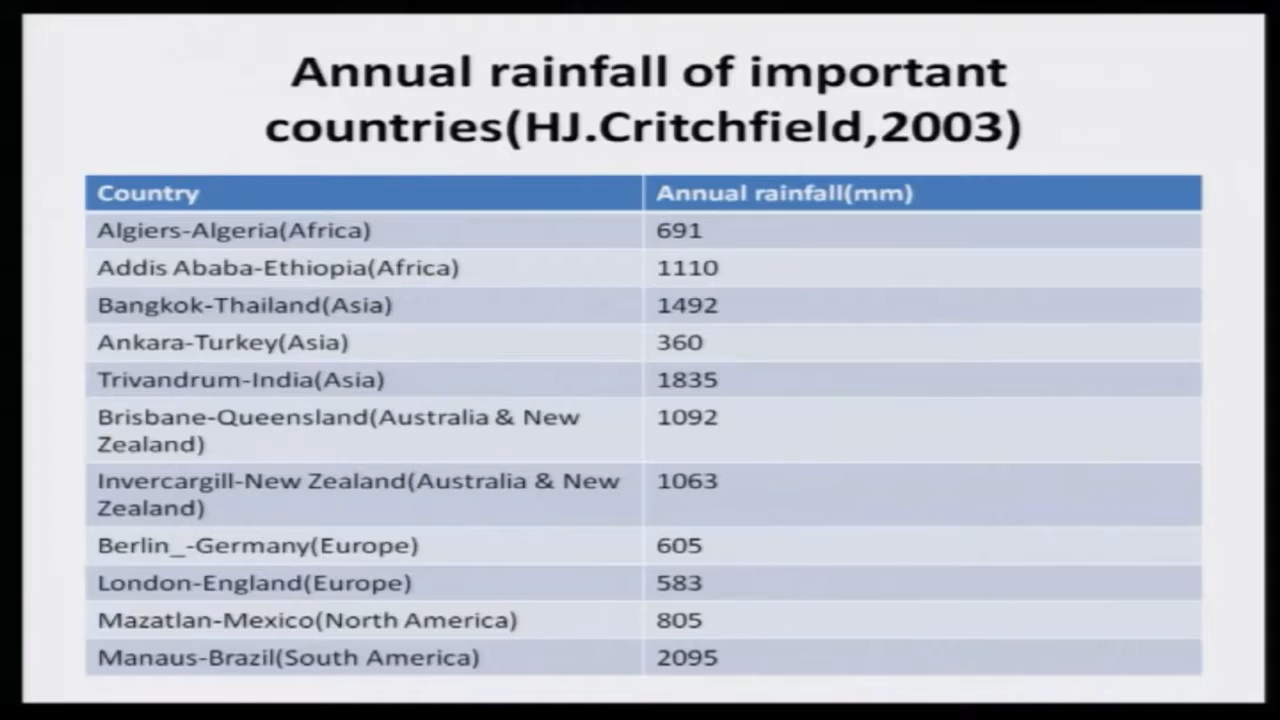 Annual rainfall of important
countries(HJ.Critchfield,2003)
Country Annual rainfall(mm)
Algiers-Algeria(Africa) 691
Addis Ababa-Ethiopia(Africa) 1110
Bangkok-Thailand(Asia) 1492
Ankara-Turkey(Asia) 360
Trivandrum-India(Asia) 1835
Brisbane-Queensland(Australia & New 1092
Zealand)
Invercargill-New Zealand(Australia & New 1063
Zealand)
Berlin_-Germany(Europe) 605
London-England(Europe) 583
Mazatlan-Mexico(North America) 805
Manaus-Brazil(South America) 2095